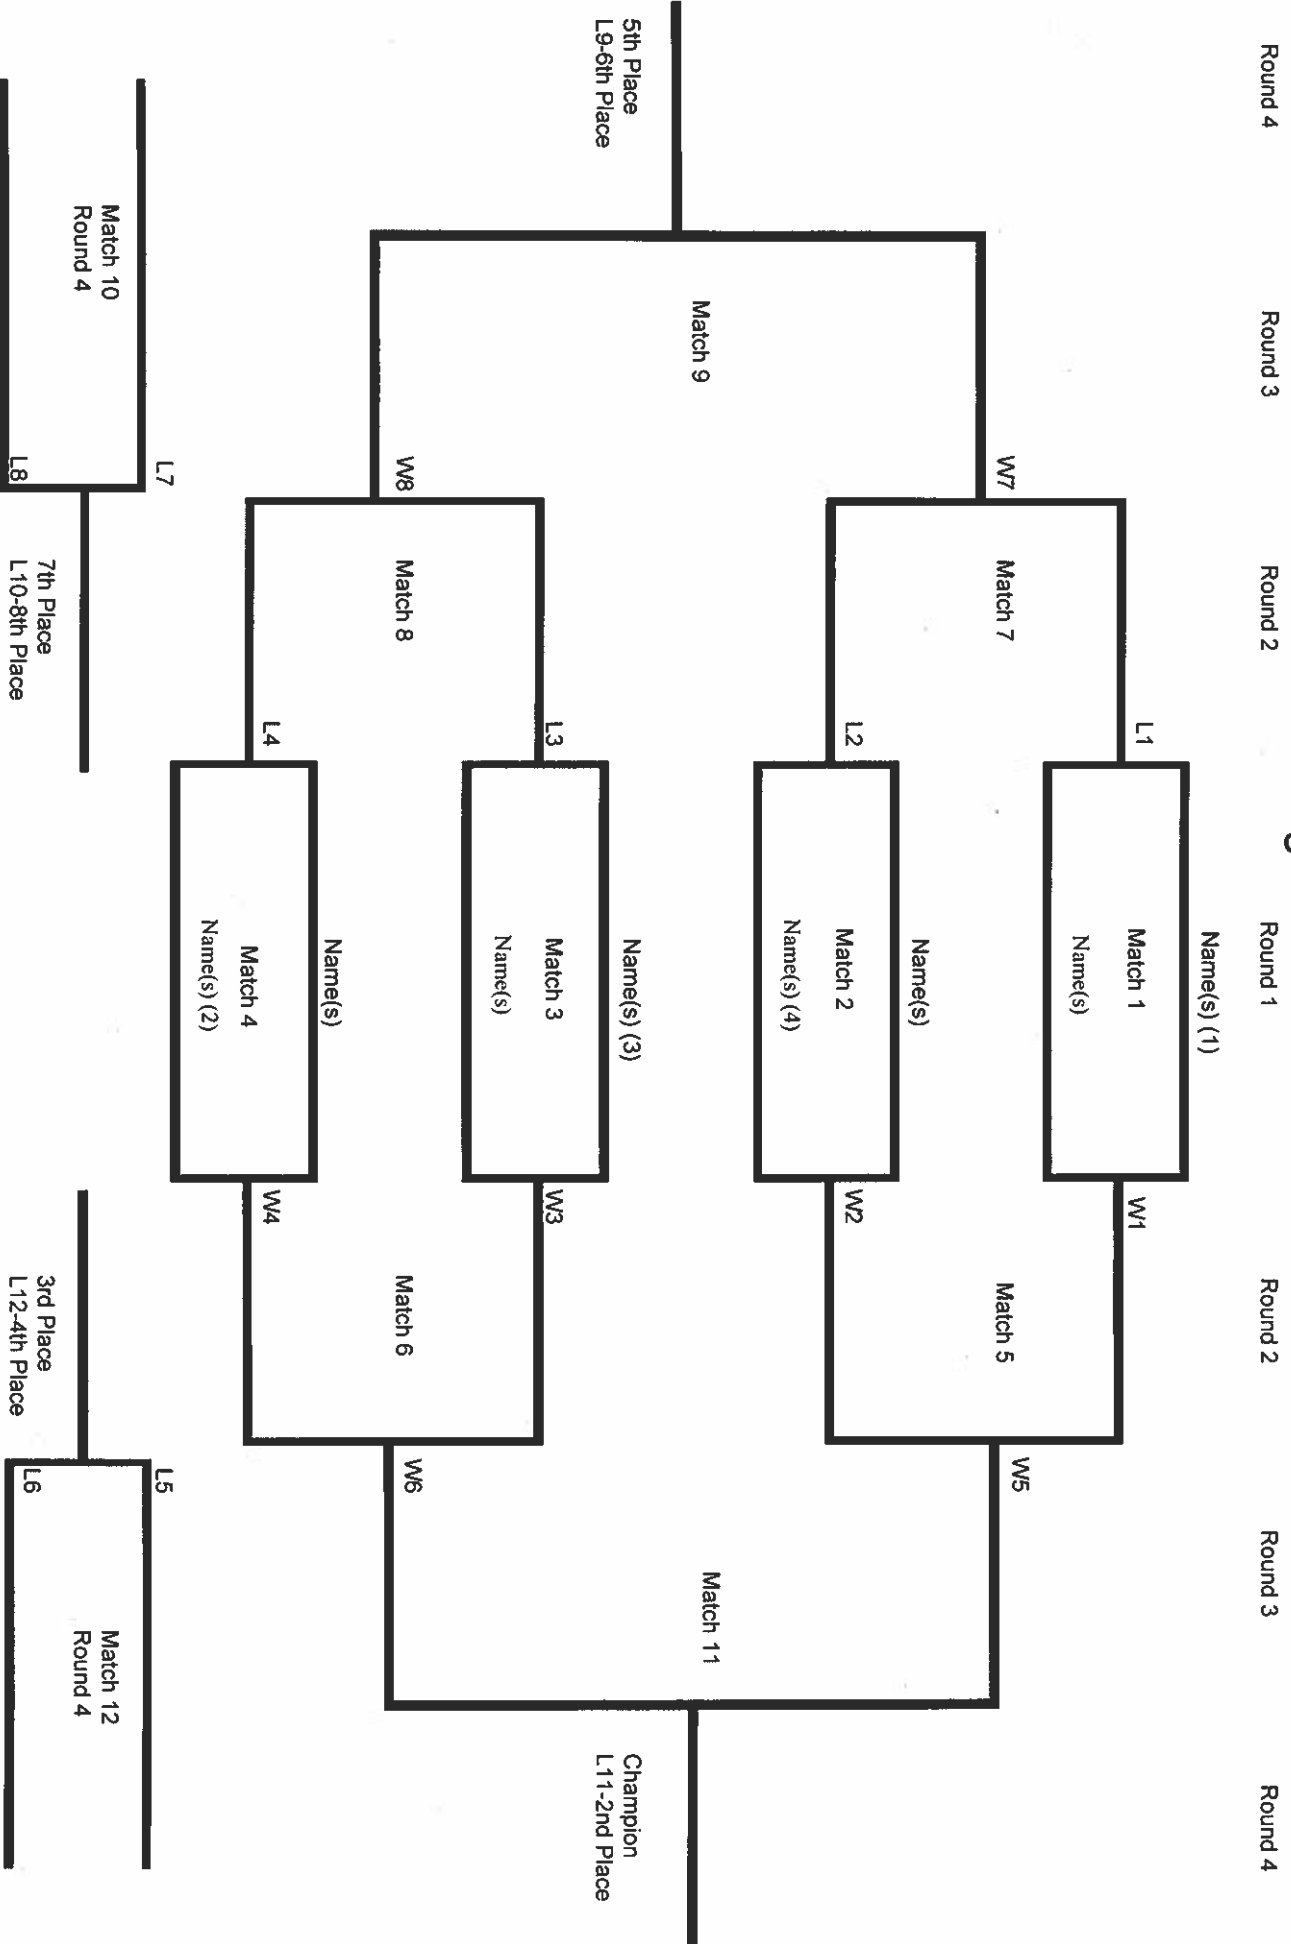 Round 4
Round 3
Round 2
Round 1
Round 2
Round 3
Round 4
Name(s) (1)
L1
Match 1
W1
Name(s)
W7
Match 7
Match 5
W5
Name(s)
L2
Match 2
W2
Name(s) (4)
Match 9
Match 11
5th Place
L9-6th Place
Name(s) (3)
Champion
L11-2nd Place
L3
Match 3
W3
Name(s)
W8
Match 8
Match 6
W6
Name(s)
L4
Match 4
W4
Name(s) (2)
L7
L5
Match 10
Round 4
Match 12
Round 4
7th Place
L10-8th Place
3rd Place
L12-4th Place
L8
L6